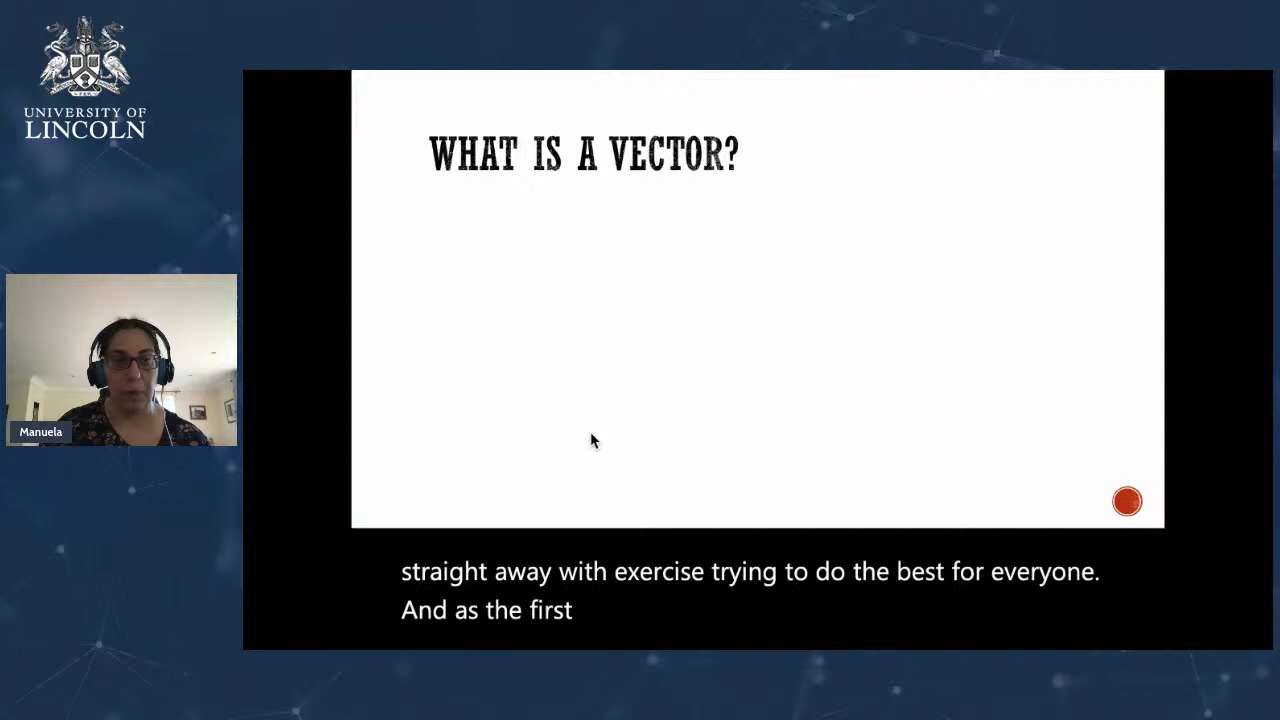 UNIVERSITY OF
LINCOLN
WHAT IS A VECTOR?
Manuela
straight away with exercise trying to do the best for everyone.
And as the first